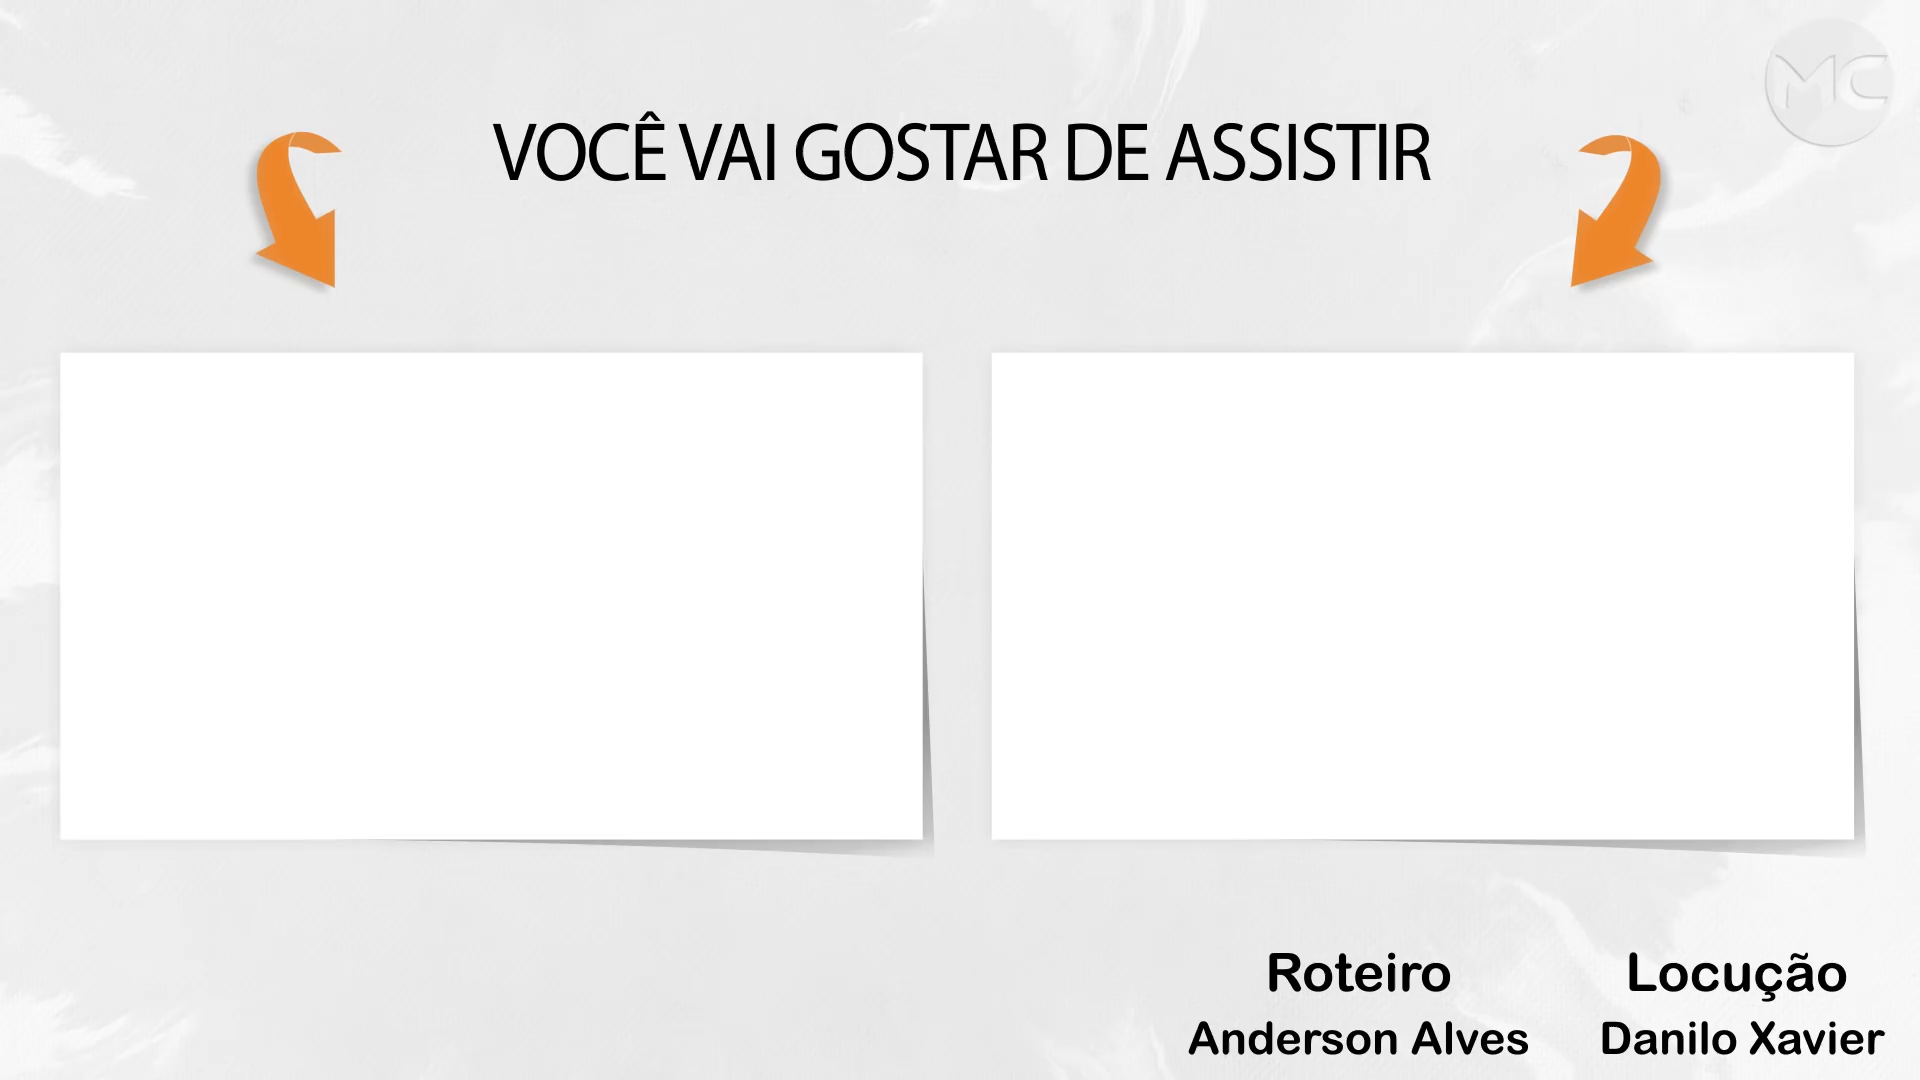 MC
VOCÊ VAI GOSTAR DE ASSISTIR
Roteiro
Anderson Alves
Locução
Danilo Xavier